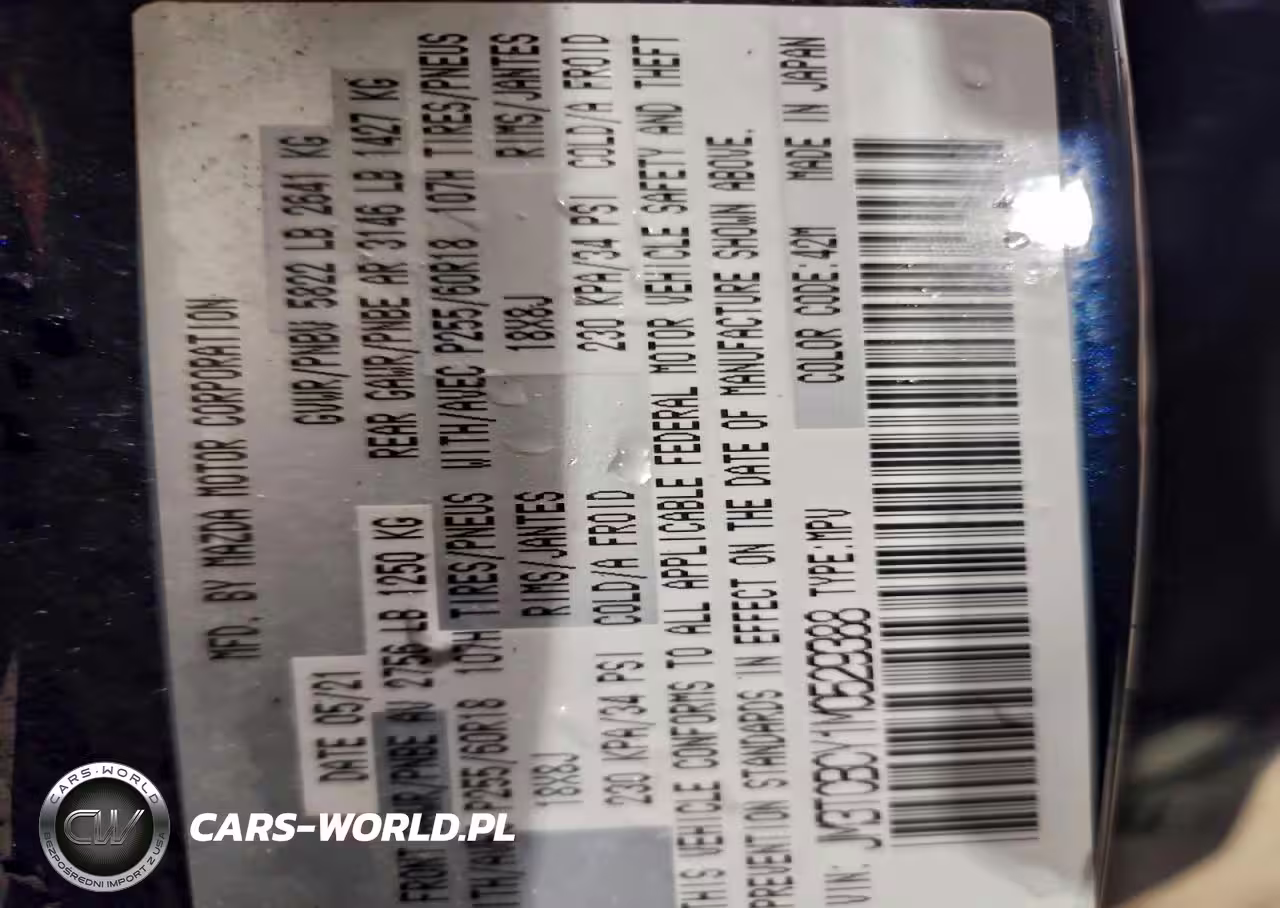 MFD. BY MAZDA MOTOR CORPORATION
DATE 05/21 GVWR/PNBV 5822 LB 2641 KG
FRONT GAWR/PNBE AV 2756 LB 1250 KG REAR GAWR/PNBE AR 3146 LB 1427 KG
P255/60R18 107H TIRES/PNEUS WITH/AVEC P255/60R18 /107H TIRES/PNEUS
18X8J RIMS/JANTES 18X8J RIMS/JANTES
230 KPA/34 PSI COLD/A FROID 230 KPA/34 PSI COLD/A FROID
THIS VEHICLE CONFORMS TO ALL APPLICABLE FEDERAL MOTOR VEHICLE SAFETY AND THEFT
PREVENTION STANDARDS IN EFFECT ON THE DATE OF MANUFACTURE SHOWN ABOVE.
VIN: JM3TCBCY1M0529388 TYPE:MPV COLOR CODE:42M MADE IN JAPAN
CARS-WORLD
CW
BEZPOŚREDNI IMPORT Z USA
CARS-WORLD.PL